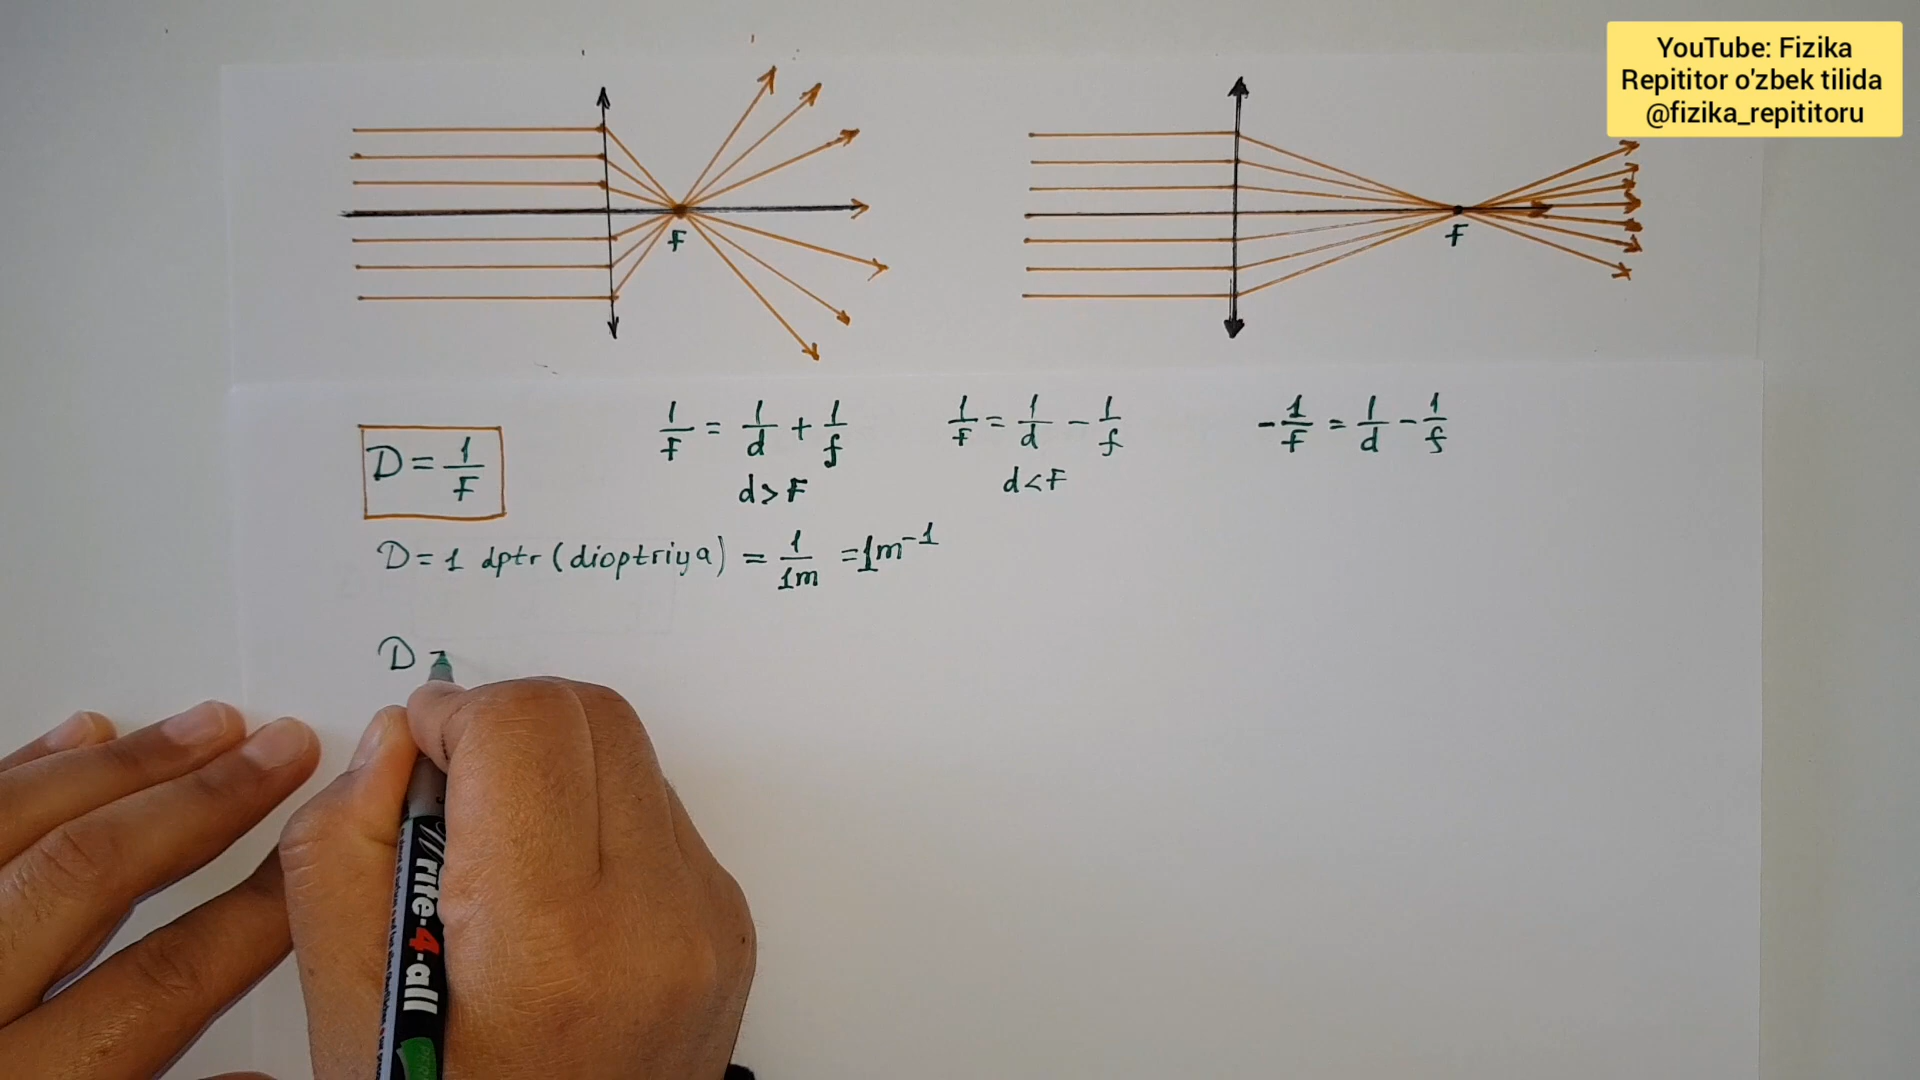 YouTube: Fizika
Repititor o'zbek tilida
@fizika_repititoru
F
F
D = 1/F
1/F = 1/d + 1/f
d > F
1/F = 1/d - 1/f
d < F
- 1/F = 1/d - 1/f
D = 1 dptr (dioptriya) = 1/1m = 1m⁻¹
D =
Write-4-all